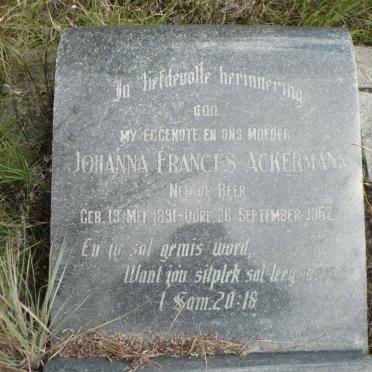 In liefdevolle herinnering
aan
MY EGGENOTE EN ONS MOEDER
JOHANNA FRANCES ACKERMANN
NEE DE BEER
GEB. 19 MEI 1891-OORL. 26 SEPTEMBER 1962
En jy sal gemis word,
Want jou sitplek sal leeg wees
1 Sam. 20:18